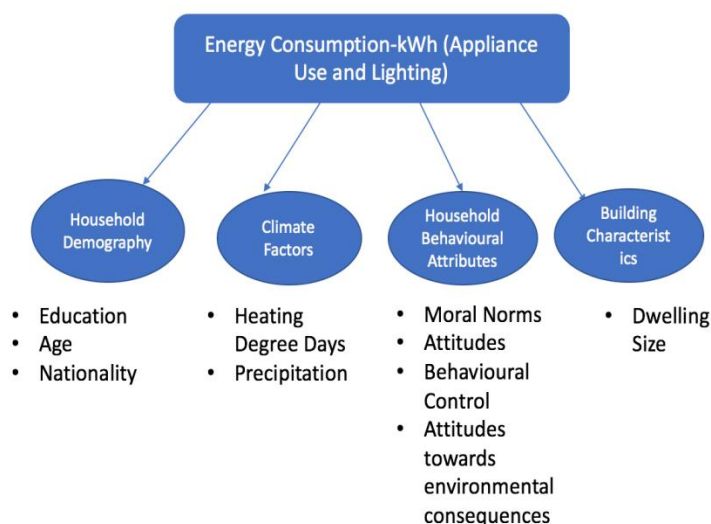 Energy Consumption-kWh (Appliance
Use and Lighting)
Household
Demography
Climate
Factors
Household
Behavioural
Attributes
Building
Characterist
ics
• Education
• Age
• Nationality
• Heating
Degree Days
• Precipitation
• Moral Norms
• Attitudes
• Behavioural
Control
• Attitudes
towards
environmental
consequences
• Dwelling
Size